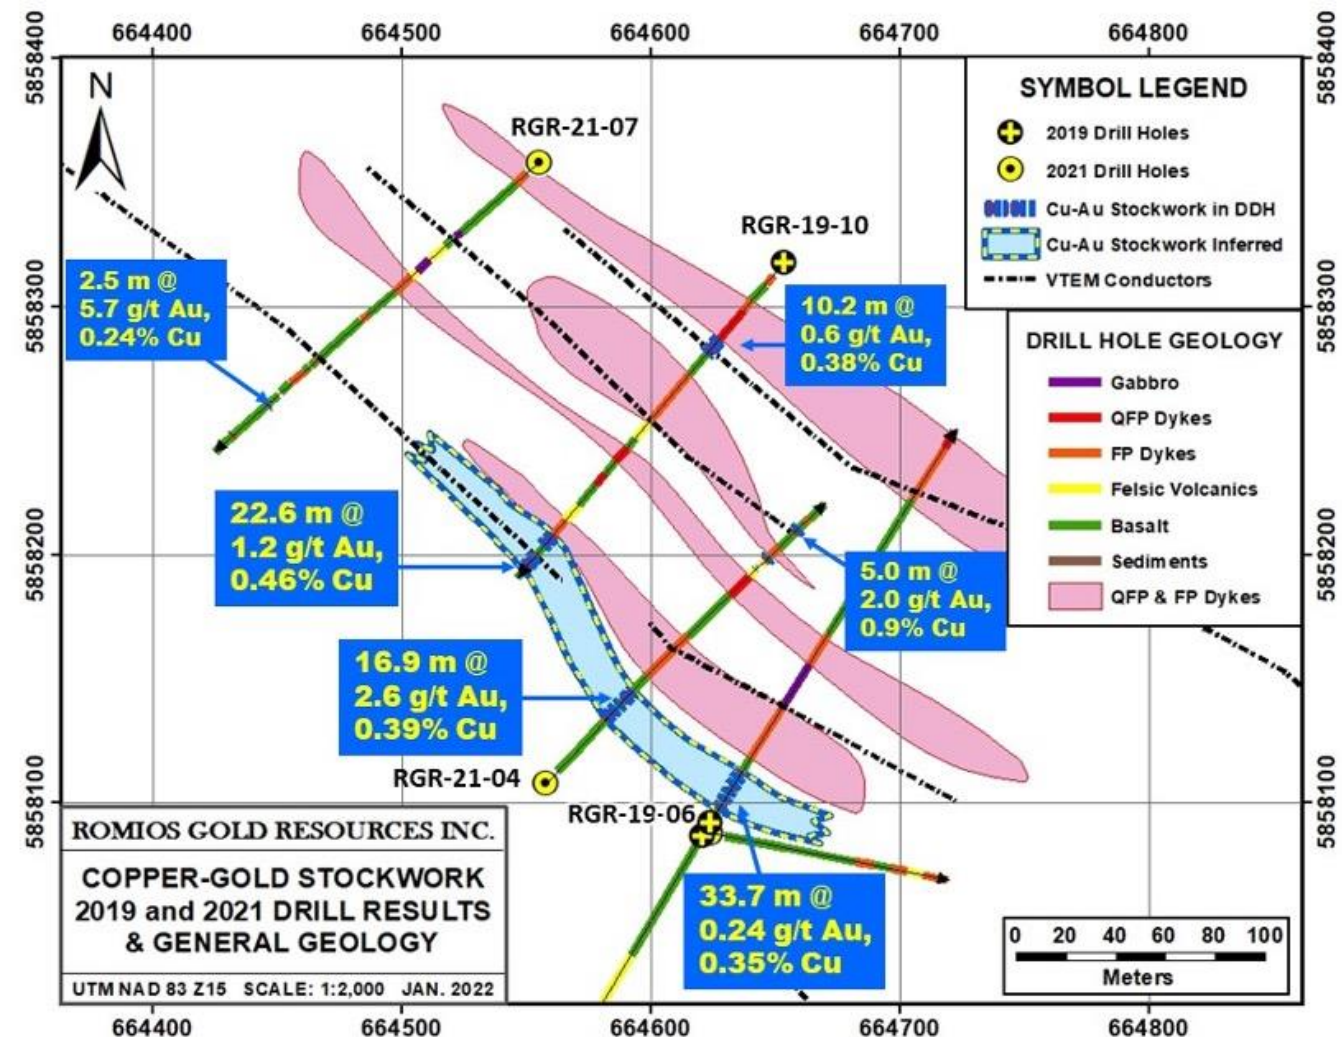 664400 664500 664600 664700 664800
5858400
5858400
N
RGR-21-07
RGR-19-10
SYMBOL LEGEND
2019 Drill Holes
2021 Drill Holes
Cu-Au Stockwork in DDH
Cu-Au Stockwork Inferred
VTEM Conductors
2.5 m @
5.7 g/t Au,
0.24% Cu
5858300
5858300
10.2 m @
0.6 g/t Au,
0.38% Cu
DRILL HOLE GEOLOGY
Gabbro
QFP Dykes
FP Dykes
Felsic Volcanics
Basalt
Sediments
QFP & FP Dykes
22.6 m @
1.2 g/t Au,
0.46% Cu
5858200
5858200
5.0 m @
2.0 g/t Au,
0.9% Cu
16.9 m @
2.6 g/t Au,
0.39% Cu
RGR-21-04
RGR-19-06
5858100
5858100
ROMIOS GOLD RESOURCES INC.
COPPER-GOLD STOCKWORK
2019 and 2021 DRILL RESULTS
& GENERAL GEOLOGY
UTM NAD 83 Z15 SCALE: 1:2,000 JAN. 2022
33.7 m @
0.24 g/t Au,
0.35% Cu
0 20 40 60 80 100
Meters
664400 664500 664600 664700 664800